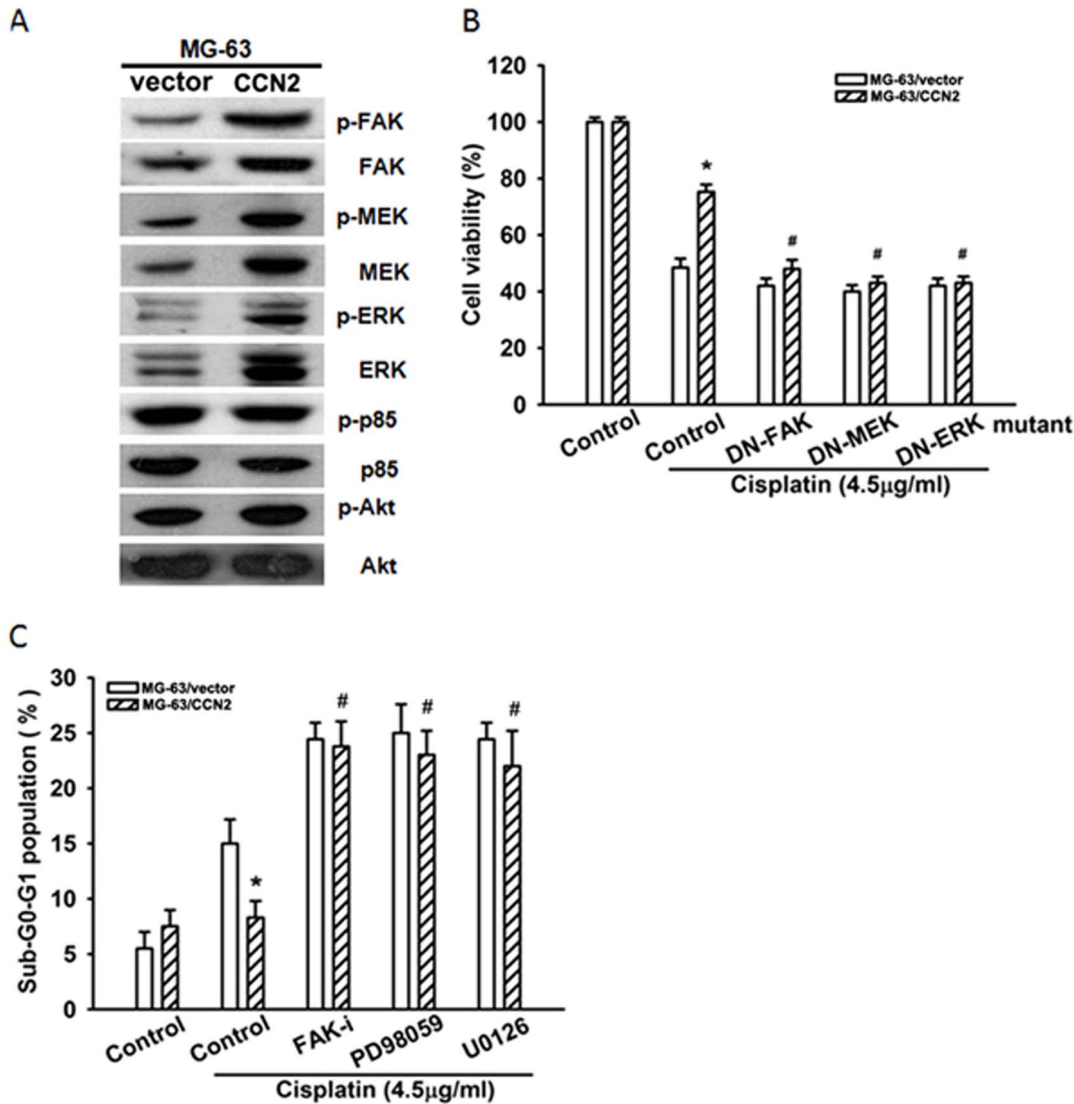 A
MG-63
vector CCN2
p-FAK
FAK
p-MEK
MEK
p-ERK
ERK
p-p85
p85
p-Akt
Akt
B
120
100
80
60
40
20
0
Cell viability (%)
MG-63/vector
MG-63/CCN2
*
# # #
Control Control DN-FAK DN-MEK DN-ERK mutant
Cisplatin (4.5μg/ml)
C
30
25
20
15
10
5
0
Sub-G0-G1 population ( % )
MG-63/vector
MG-63/CCN2
*
# # #
Control Control FAK-i PD98059 U0126
Cisplatin (4.5μg/ml)